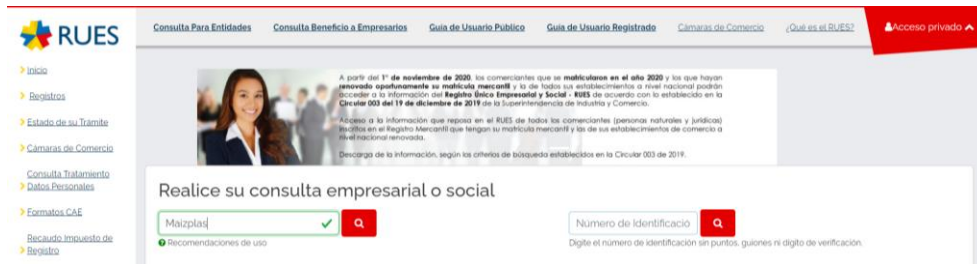 RUES
Consulta Para Entidades
Consulta Beneficio a Empresarios
Guía de Usuario Público
Guía de Usuario Registrado
Cámaras de Comercio
¿Qué es el RUES?
Acceso privado
Inicio
Registros
Estado de su Trámite
Cámaras de Comercio
Consulta Tratamiento
Datos Personales
Formatos CAE
Recaudo Impuesto de
Registro
A partir del 1° de noviembre de 2020, los comerciantes que se matricularon en el año 2020 y los que hayan
renovado oportunamente su matrícula mercantil y la de todos sus establecimientos a nivel nacional podrán
acceder a la información del Registro Único Empresarial y Social - RUES de acuerdo con lo establecido en la
Circular 003 del 19 de diciembre de 2019 de la Superintendencia de Industria y Comercio.
Acceso a la información que reposa en el RUES de todos los comerciantes (personas naturales y jurídicas)
inscritos en el Registro Mercantil que tengan su matrícula mercantil y las de sus establecimientos de comercio a
nivel nacional renovada.
Descarga de la información, según los criterios de búsqueda establecidos en la Circular 003 de 2019.
Realice su consulta empresarial o social
Maizplas
Número de Identificació
Recomendaciones de uso
Digite el número de identificación sin puntos, guiones ni dígito de verificación.